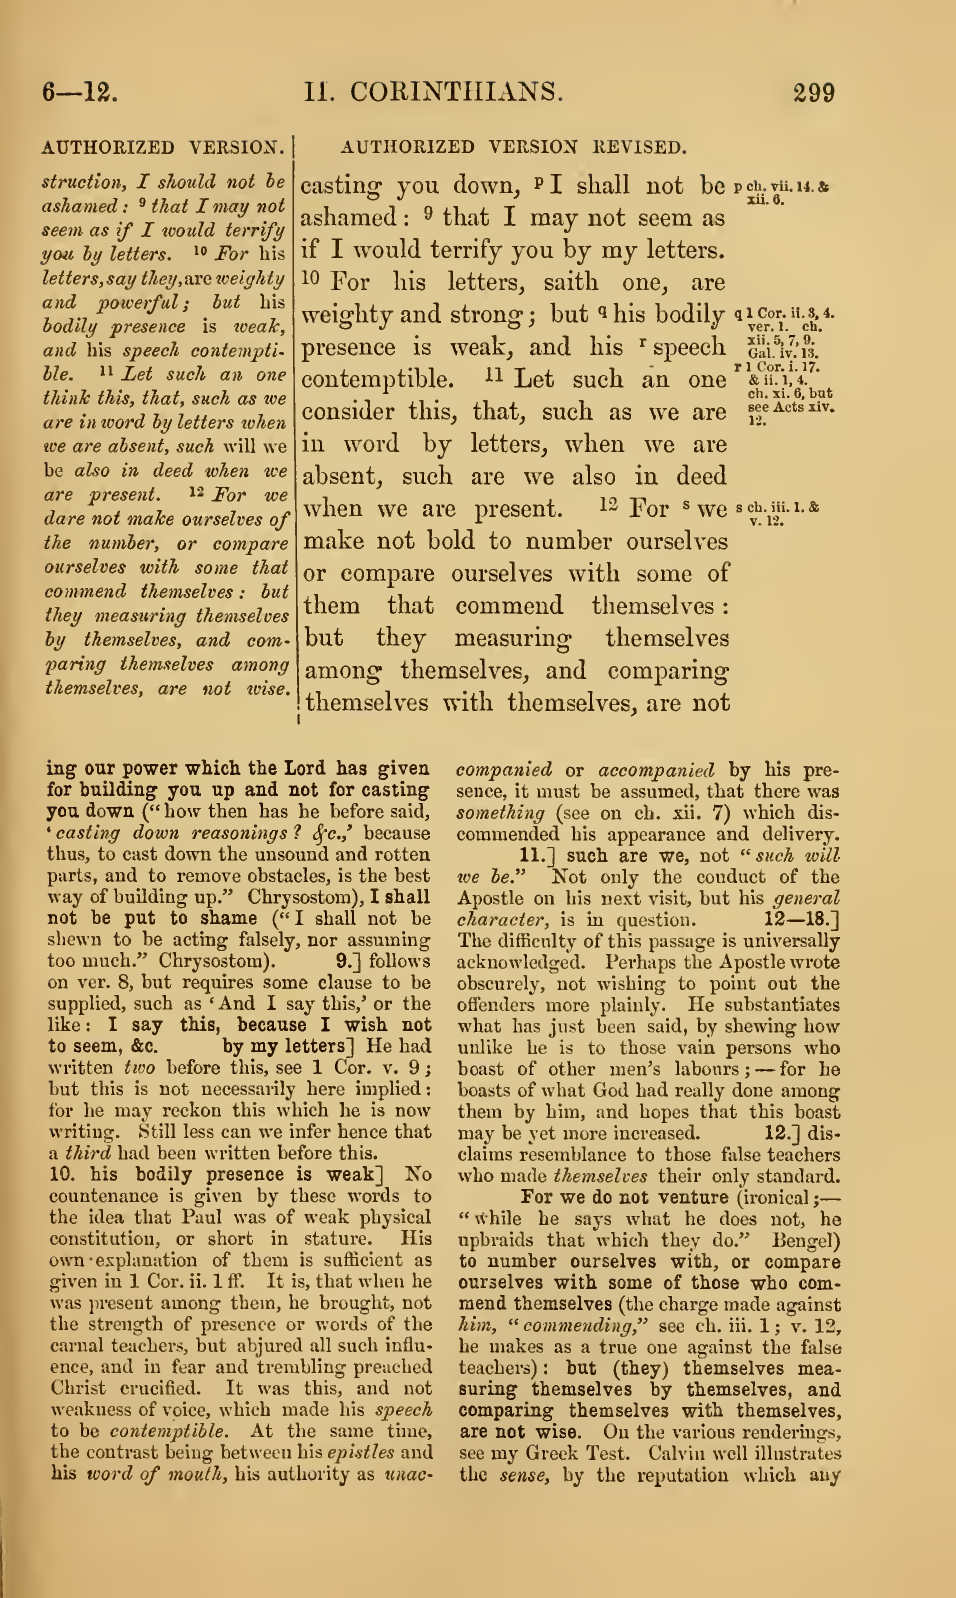 6—12.
II. CORINTHIANS.
299
AUTHORIZED VERSION.
struction, I should not be
ashamed: 9 that I may not
seem as if I would terrify
you by letters. 10 For his
letters, say they, are weighty
and powerful; but his
bodily presence is weak,
and his speech contempti-
ble. 11 Let such an one
think this, that, such as we
are in word by letters when
we are absent, such will we
be also in deed when we
are present. 12 For we
dare not make ourselves of
the number, or compare
ourselves with some that
commend themselves: but
they measuring themselves
by themselves, and com-
paring themselves among
themselves, are not wise.
AUTHORIZED VERSION REVISED.
casting you down, p I shall not be
ashamed: 9 that I may not seem as
if I would terrify you by my letters.
10 For his letters, saith one, are
weighty and strong; but q his bodily
presence is weak, and his r speech
contemptible. 11 Let such an one
consider this, that, such as we are
in word by letters, when we are
absent, such are we also in deed
when we are present. 12 For s we
make not bold to number ourselves
or compare ourselves with some of
them that commend themselves:
but they measuring themselves
among themselves, and comparing
themselves with themselves, are not
p ch. vii. 14. &
xii. 6.
q 1 Cor. ii. 3, 4.
ver. 1. ch.
xii. 5, 7, 9.
Gal. iv. 13.
r 1 Cor. i. 17.
& ii. 1, 4.
ch. xi. 6, but
see Acts xiv.
12.
s ch. iii. 1. &
v. 12.
ing our power which the Lord has given
for building you up and not for casting
you down (“how then has he before said,
‘casting down reasonings? &c.,’ because
thus, to cast down the unsound and rotten
parts, and to remove obstacles, is the best
way of building up.” Chrysostom), I shall
not be put to shame (“I shall not be
shewn to be acting falsely, nor assuming
too much.” Chrysostom). 9.] follows
on ver. 8, but requires some clause to be
supplied, such as ‘And I say this,’ or the
like: I say this, because I wish not
to seem, &c. by my letters] He had
written two before this, see 1 Cor. v. 9;
but this is not necessarily here implied:
for he may reckon this which he is now
writing. Still less can we infer hence that
a third had been written before this.
10. his bodily presence is weak] No
countenance is given by these words to
the idea that Paul was of weak physical
constitution, or short in stature. His
own explanation of them is sufficient as
given in 1 Cor. ii. 1 ff. It is, that when he
was present among them, he brought, not
the strength of presence or words of the
carnal teachers, but abjured all such influ-
ence, and in fear and trembling preached
Christ crucified. It was this, and not
weakness of voice, which made his speech
to be contemptible. At the same time,
the contrast being between his epistles and
his word of mouth, his authority as unac-
companied or accompanied by his pre-
sence, it must be assumed, that there was
something (see on ch. xii. 7) which dis-
commended his appearance and delivery.
11.] such are we, not “such will
we be.” Not only the conduct of the
Apostle on his next visit, but his general
character, is in question. 12—18.]
The difficulty of this passage is universally
acknowledged. Perhaps the Apostle wrote
obscurely, not wishing to point out the
offenders more plainly. He substantiates
what has just been said, by shewing how
unlike he is to those vain persons who
boast of other men's labours;—for he
boasts of what God had really done among
them by him, and hopes that this boast
may be yet more increased. 12.] dis-
claims resemblance to those false teachers
who made themselves their only standard.
For we do not venture (ironical;—
“while he says what he does not, he
upbraids that which they do.” Bengel)
to number ourselves with, or compare
ourselves with some of those who com-
mend themselves (the charge made against
him, “commending,” see ch. iii. 1; v. 12,
he makes as a true one against the false
teachers): but (they) themselves mea-
suring themselves by themselves, and
comparing themselves with themselves,
are not wise. On the various renderings,
see my Greek Test. Calvin well illustrates
the sense, by the reputation which any